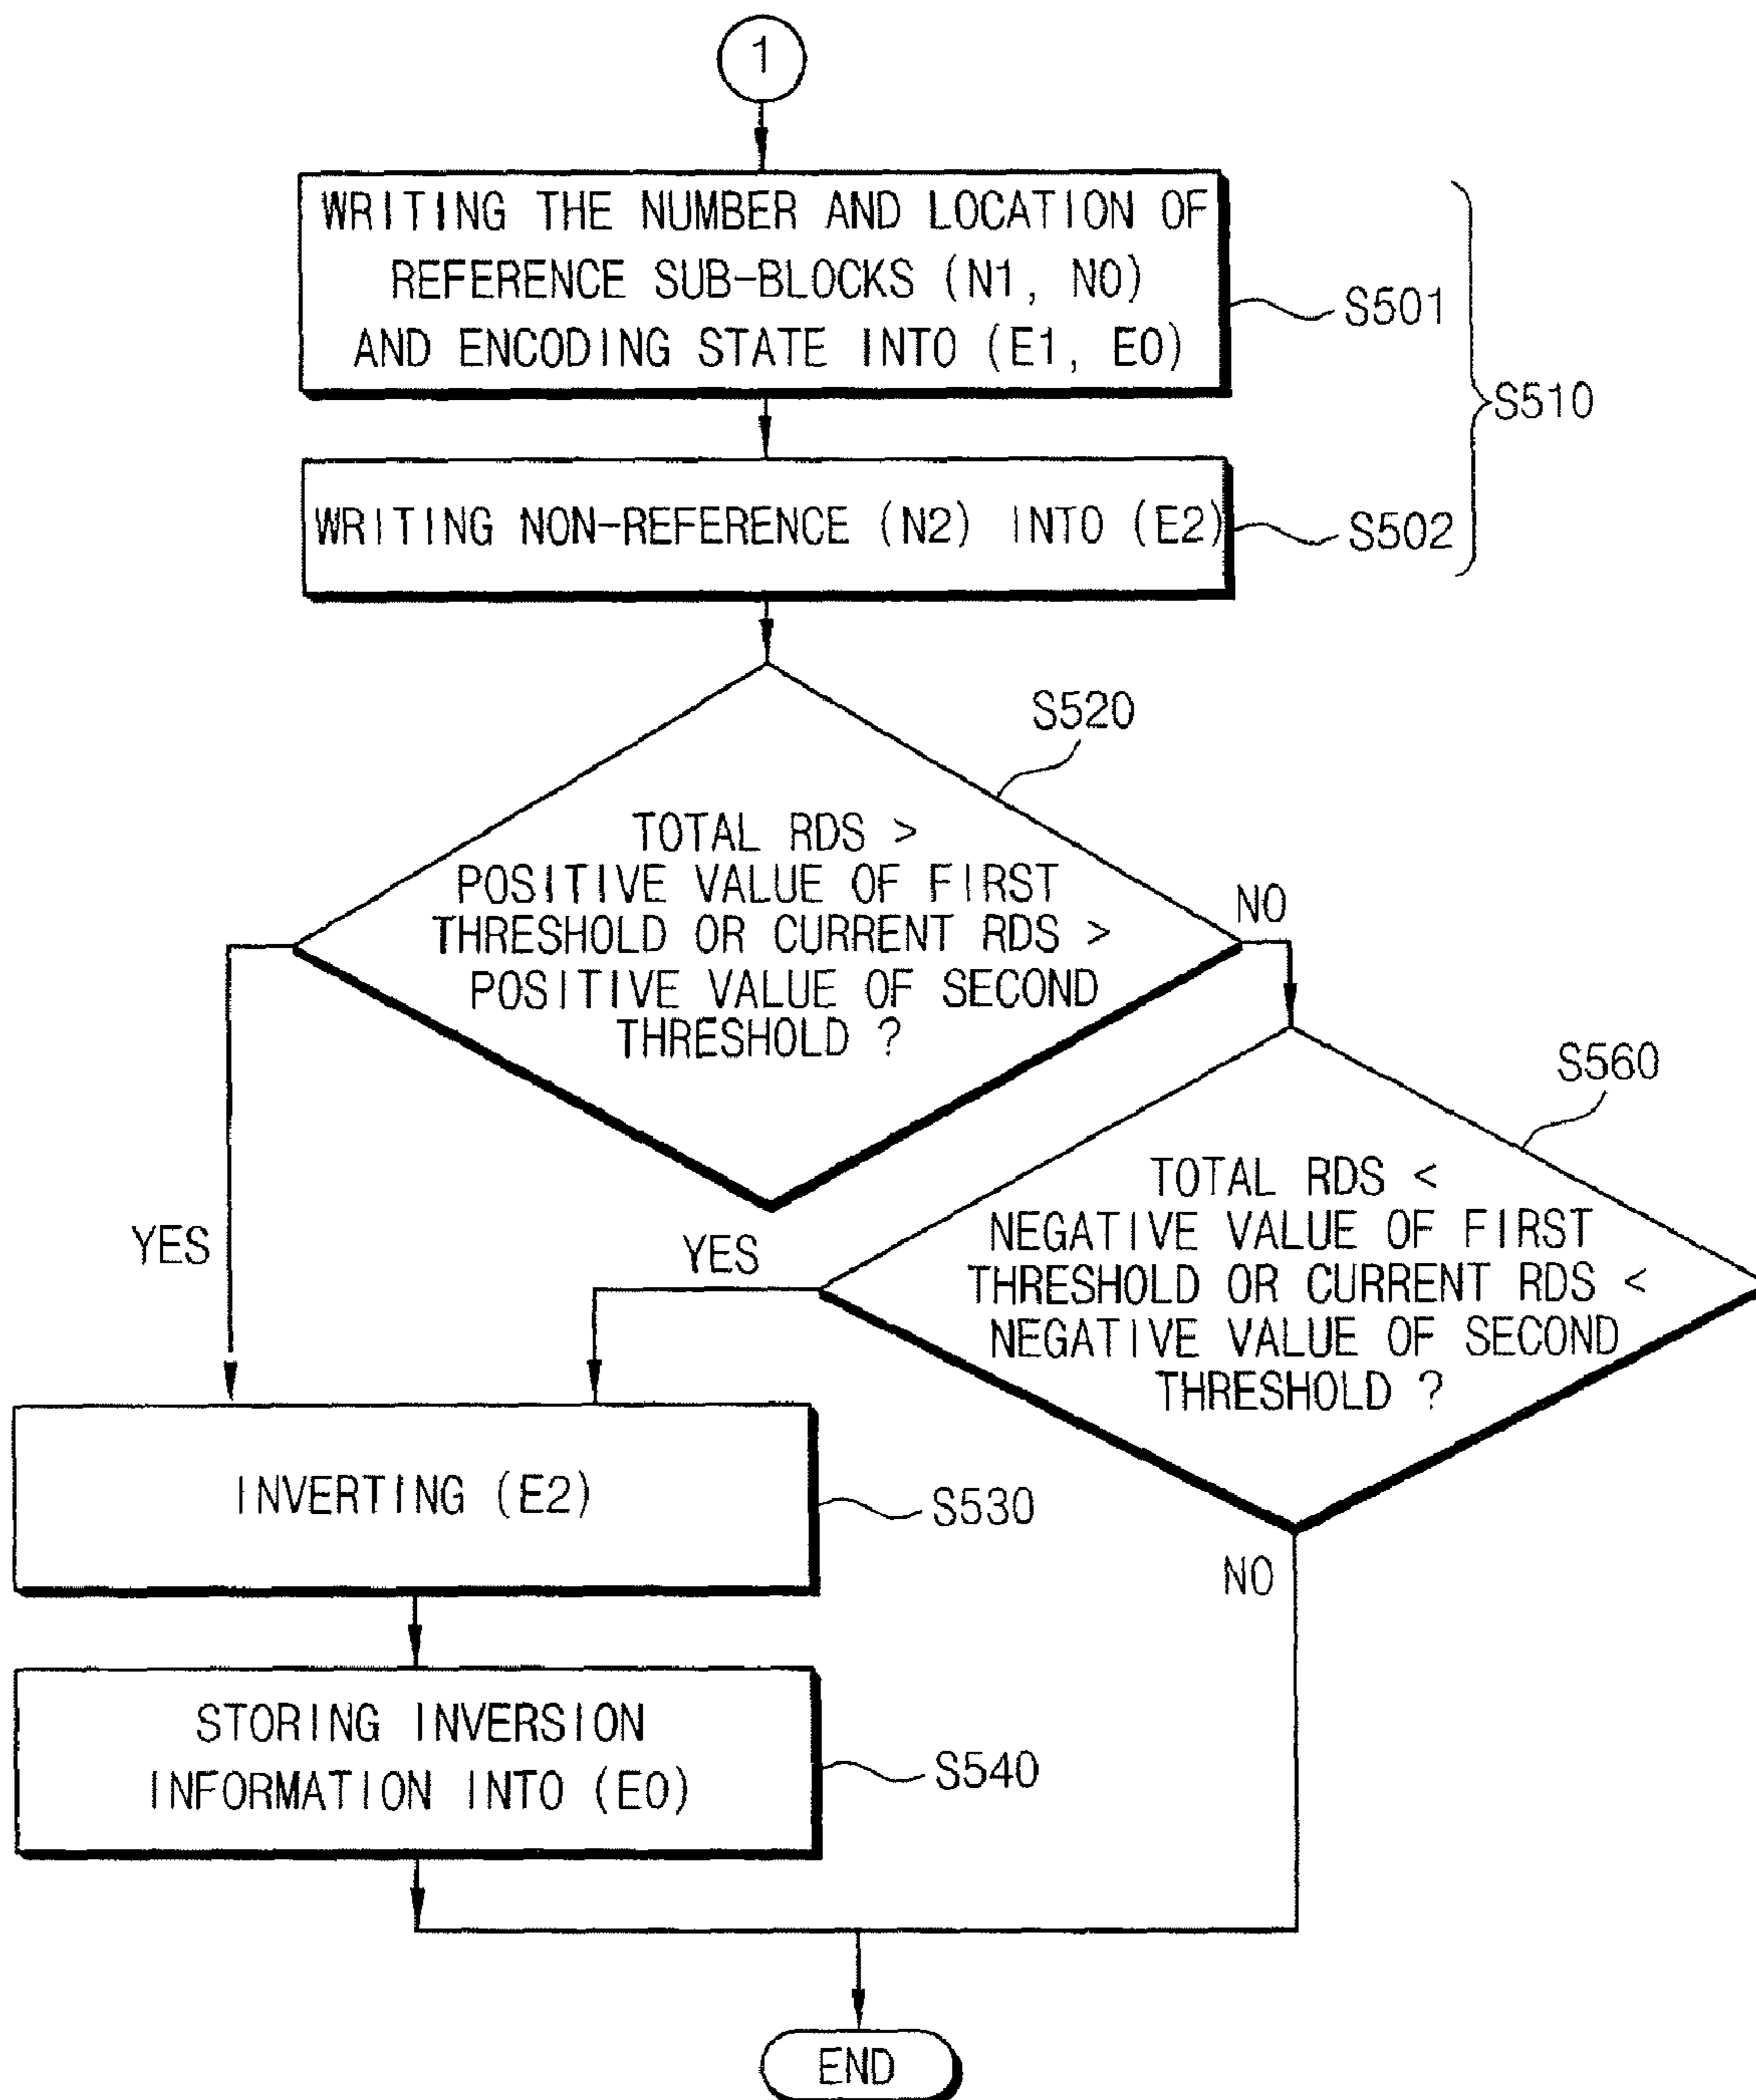 1
WRITING THE NUMBER AND LOCATION OF
REFERENCE SUB-BLOCKS (N1, N0)
AND ENCODING STATE INTO (E1, E0)
S501
S510
WRITING NON-REFERENCE (N2) INTO (E2)
S502
S520
TOTAL RDS >
POSITIVE VALUE OF FIRST
THRESHOLD OR CURRENT RDS >
POSITIVE VALUE OF SECOND
THRESHOLD ?
NO
YES
S560
TOTAL RDS <
NEGATIVE VALUE OF FIRST
THRESHOLD OR CURRENT RDS <
NEGATIVE VALUE OF SECOND
THRESHOLD ?
YES
NO
INVERTING (E2)
S530
STORING INVERSION
INFORMATION INTO (E0)
S540
END